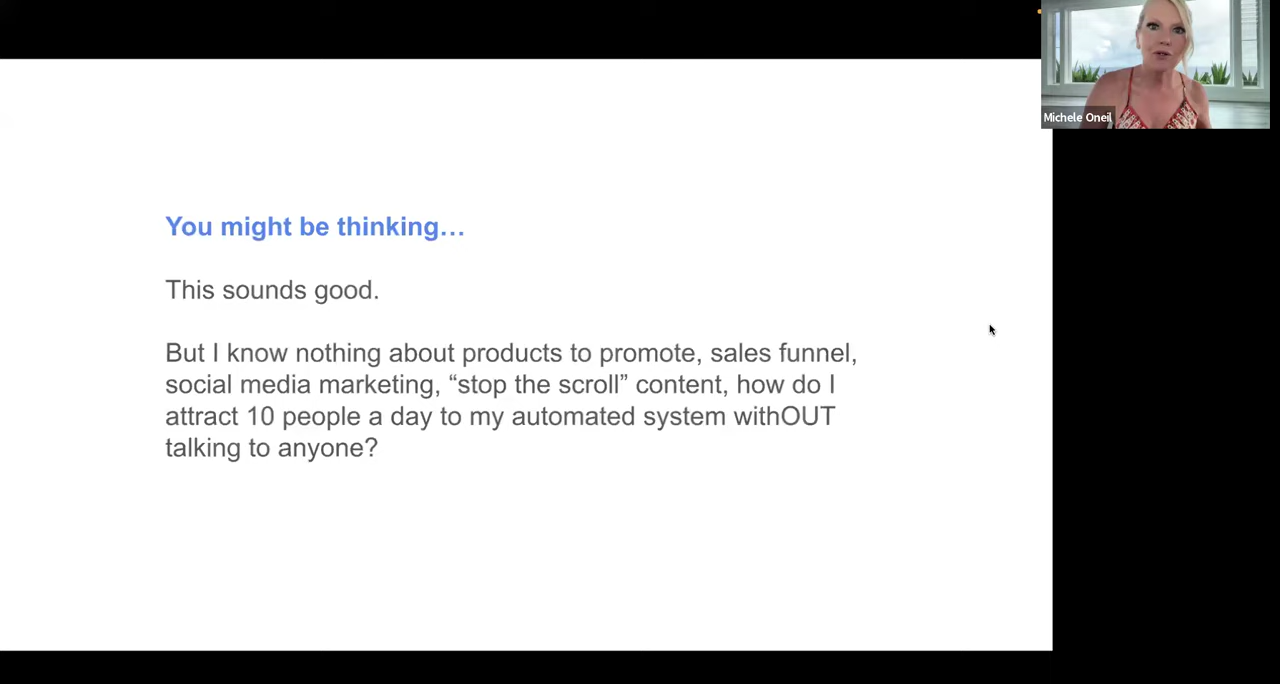 Michele Oneil
You might be thinking…
This sounds good.
But I know nothing about products to promote, sales funnel,
social media marketing, “stop the scroll” content, how do I
attract 10 people a day to my automated system withOUT
talking to anyone?